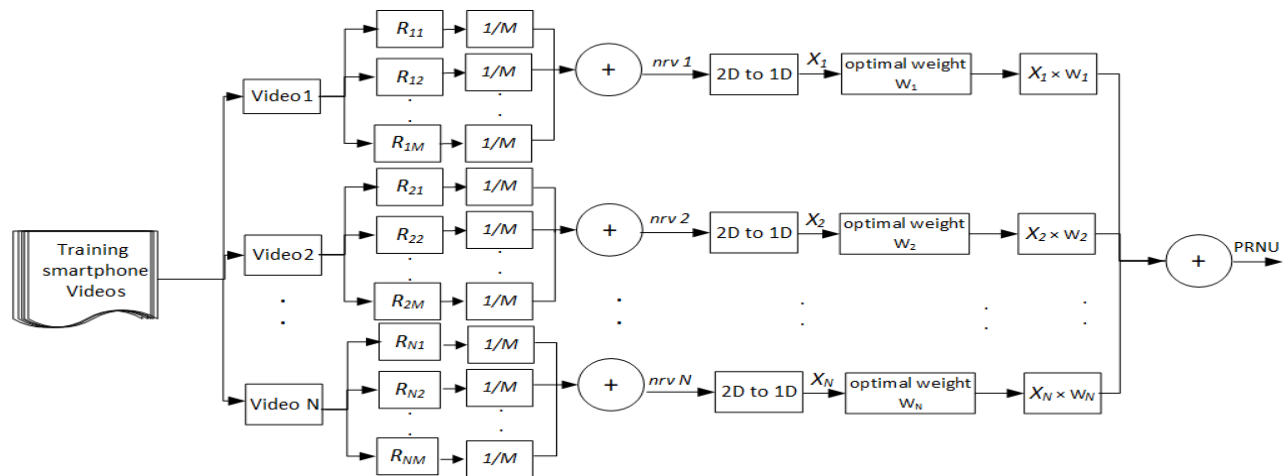 Training
smartphone
Videos
Video1
R11
1/M
R12
1/M
R1M
1/M
+
nrv 1
2D to 1D
X1
optimal weight
W1
X1 × W1
Video2
R21
1/M
R22
1/M
R2M
1/M
+
nrv 2
2D to 1D
X2
optimal weight
W2
X2 × W2
Video N
RN1
1/M
RN2
1/M
RNM
1/M
+
nrv N
2D to 1D
XN
optimal weight
WN
XN × WN
+
PRNU